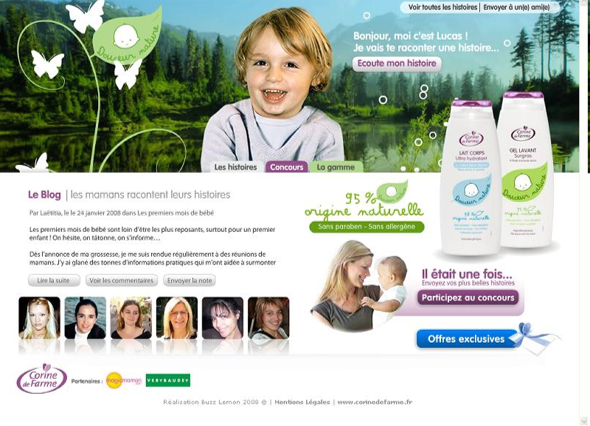 Voir toutes les histoires | Envoyer à un(e) ami(e)
Douceur nature
Bonjour, moi c'est Lucas !
Je vais te raconter une histoire...
Ecoute mon histoire
Les histoires
Concours
La gamme
Corine de Farme
LAIT CORPS
Ultra hydratant
Douceur nature
origine naturelle
Corine de Farme
GEL LAVANT
Surgras
Douceur nature
origine naturelle
Le Blog | les mamans racontent leurs histoires
Par Laëtitia, le le 24 janvier 2008 dans Les premiers mois de bébé
Les premiers mois de bébé sont loin d'être les plus reposants, surtout pour un premier
enfant ! On hésite, on tâtonne, on s'informe....
Dès l'annonce de ma grossesse, je me suis rendue régulièrement à des réunions de
mamans. J'y ai glané des tonnes d'informations pratiques qui m'ont aidée à surmonter
Lire la suite
Voir les commentaires
Envoyer la note
95 %
origine naturelle
Sans paraben - Sans allergène
Il était une fois...
Envoyez vos plus belles histoires
Participez au concours
Offres exclusives
Corine de Farme
Partenaires :
VERTBAUDET
Réalisation Buzz Lemon 2008 @ | Mentions Légales | www.corinedefarme.fr